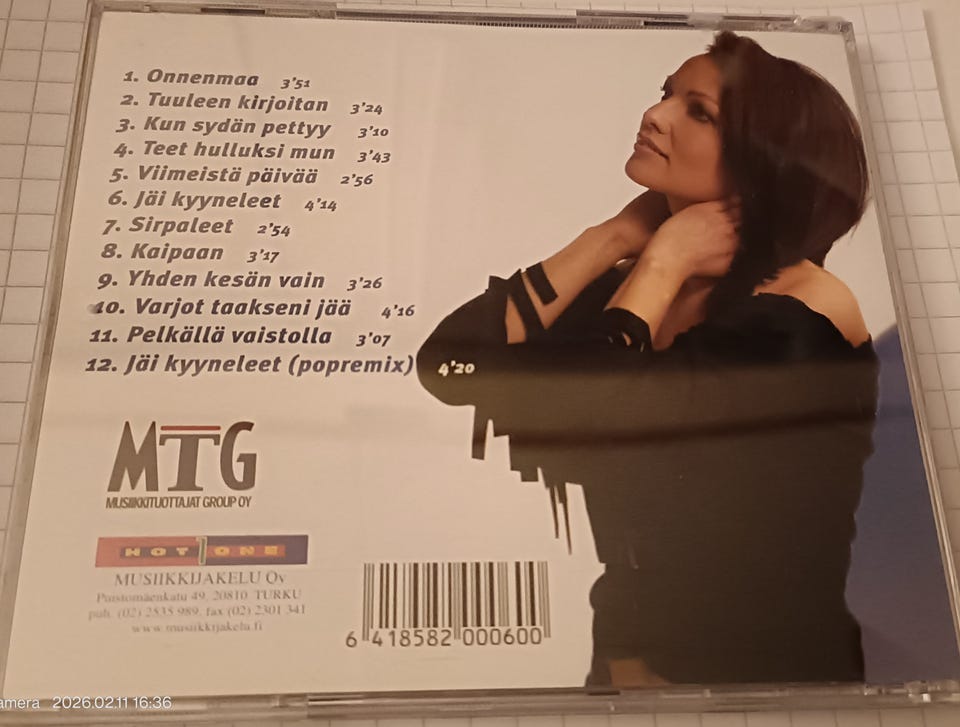 1. Onnenmaa 3'51
2. Tuuleen kirjoitan 3'24
3. Kun sydän pettyy 3'10
4. Teet hulluksi mun 3'43
5. Viimeistä päivää 2'56
6. Jäi kyyneleet 4'14
7. Sirpaleet 2'54
8. Kaipaan 3'17
9. Yhden kesän vain 3'26
10. Varjot taakseni jää 4'16
11. Pelkällä vaistolla 3'07
12. Jäi kyyneleet (popremix) 4'20
MTG
MUSIIKKITUOTTAJAT GROUP OY
HOT 1 ONE
MUSIIKKIJAKELU Oy
Puistomäenkatu 49, 20810 TURKU
puh. (02) 2535 989, fax (02) 2301 341
www.musiikkijakelu.fi
6 418582 000600
amera 2026.02.11 16:36